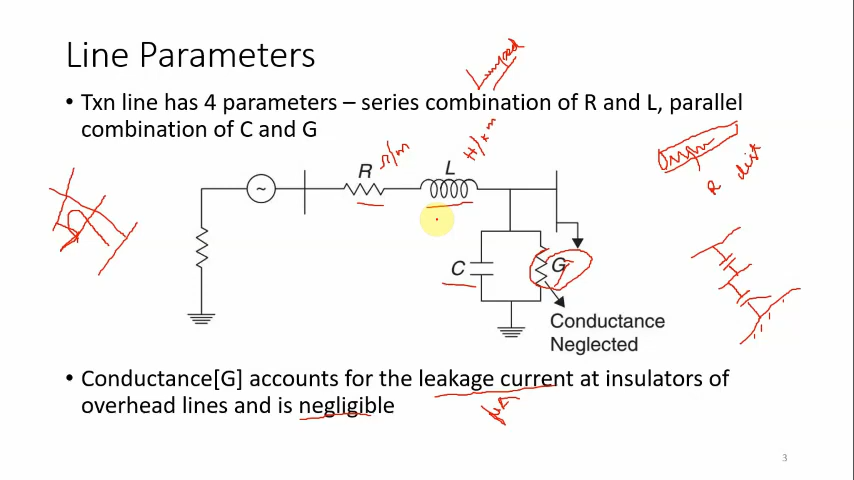 Line Parameters
Lumped
• Txn line has 4 parameters – series combination of R and L, parallel
combination of C and G
R
Ω/m
L
H/km
R dist
~
C
G
Conductance
Neglected
• Conductance[G] accounts for the leakage current at insulators of
overhead lines and is negligible
3